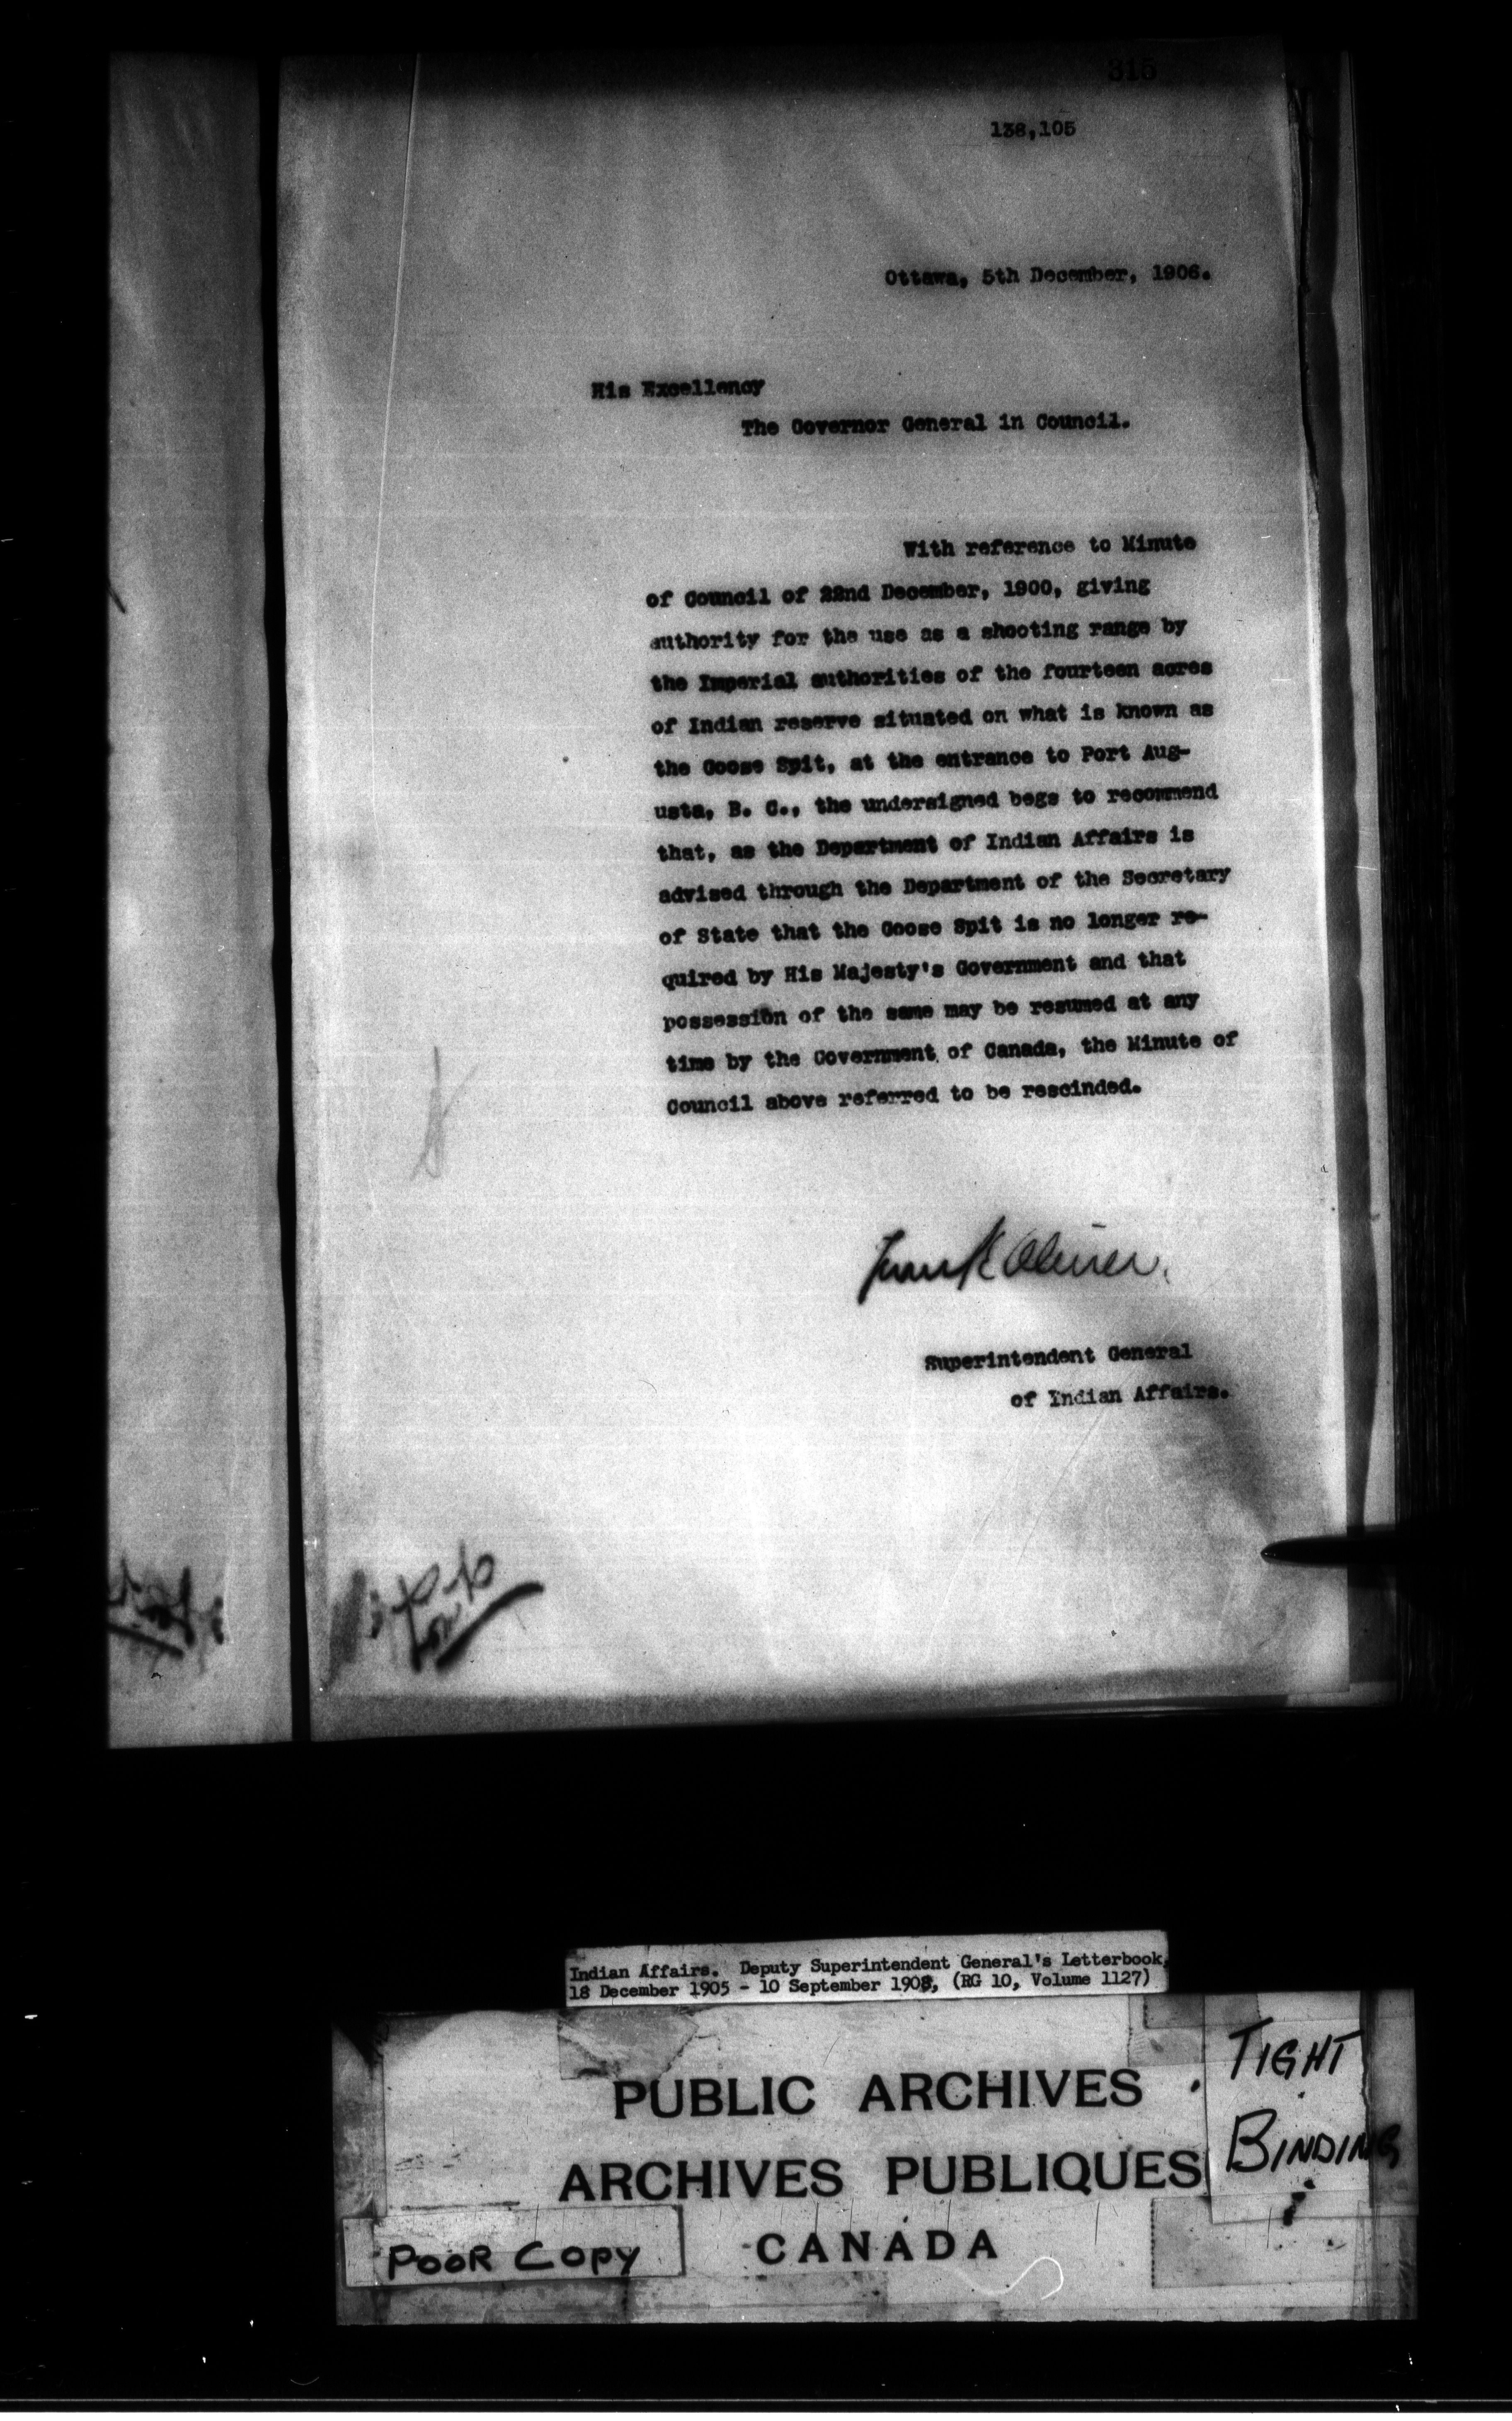 315
138,105
Ottawa, 5th December, 1906.
His Excellency
The Governor General in Council.
With reference to Minute
of Council of 22nd December, 1900, giving
authority for the use as a shooting range by
the Imperial authorities of the fourteen acres
of Indian reserve situated on what is known as
the Goose Spit, at the entrance to Port Aug-
usta, B. C., the undersigned begs to recommend
that, as the Department of Indian Affairs is
advised through the Department of the Secretary
of State that the Goose Spit is no longer re-
quired by His Majesty's Government and that
possession of the same may be resumed at any
time by the Government of Canada, the Minute of
Council above referred to be rescinded.
Frank Oliver.
Superintendent General
of Indian Affairs.
Indian Affairs. Deputy Superintendent General's Letterbook,
18 December 1905 - 10 September 1908, (RG 10, Volume 1127)
PUBLIC ARCHIVES
ARCHIVES PUBLIQUES
CANADA
TIGHT
BINDING
POOR COPY